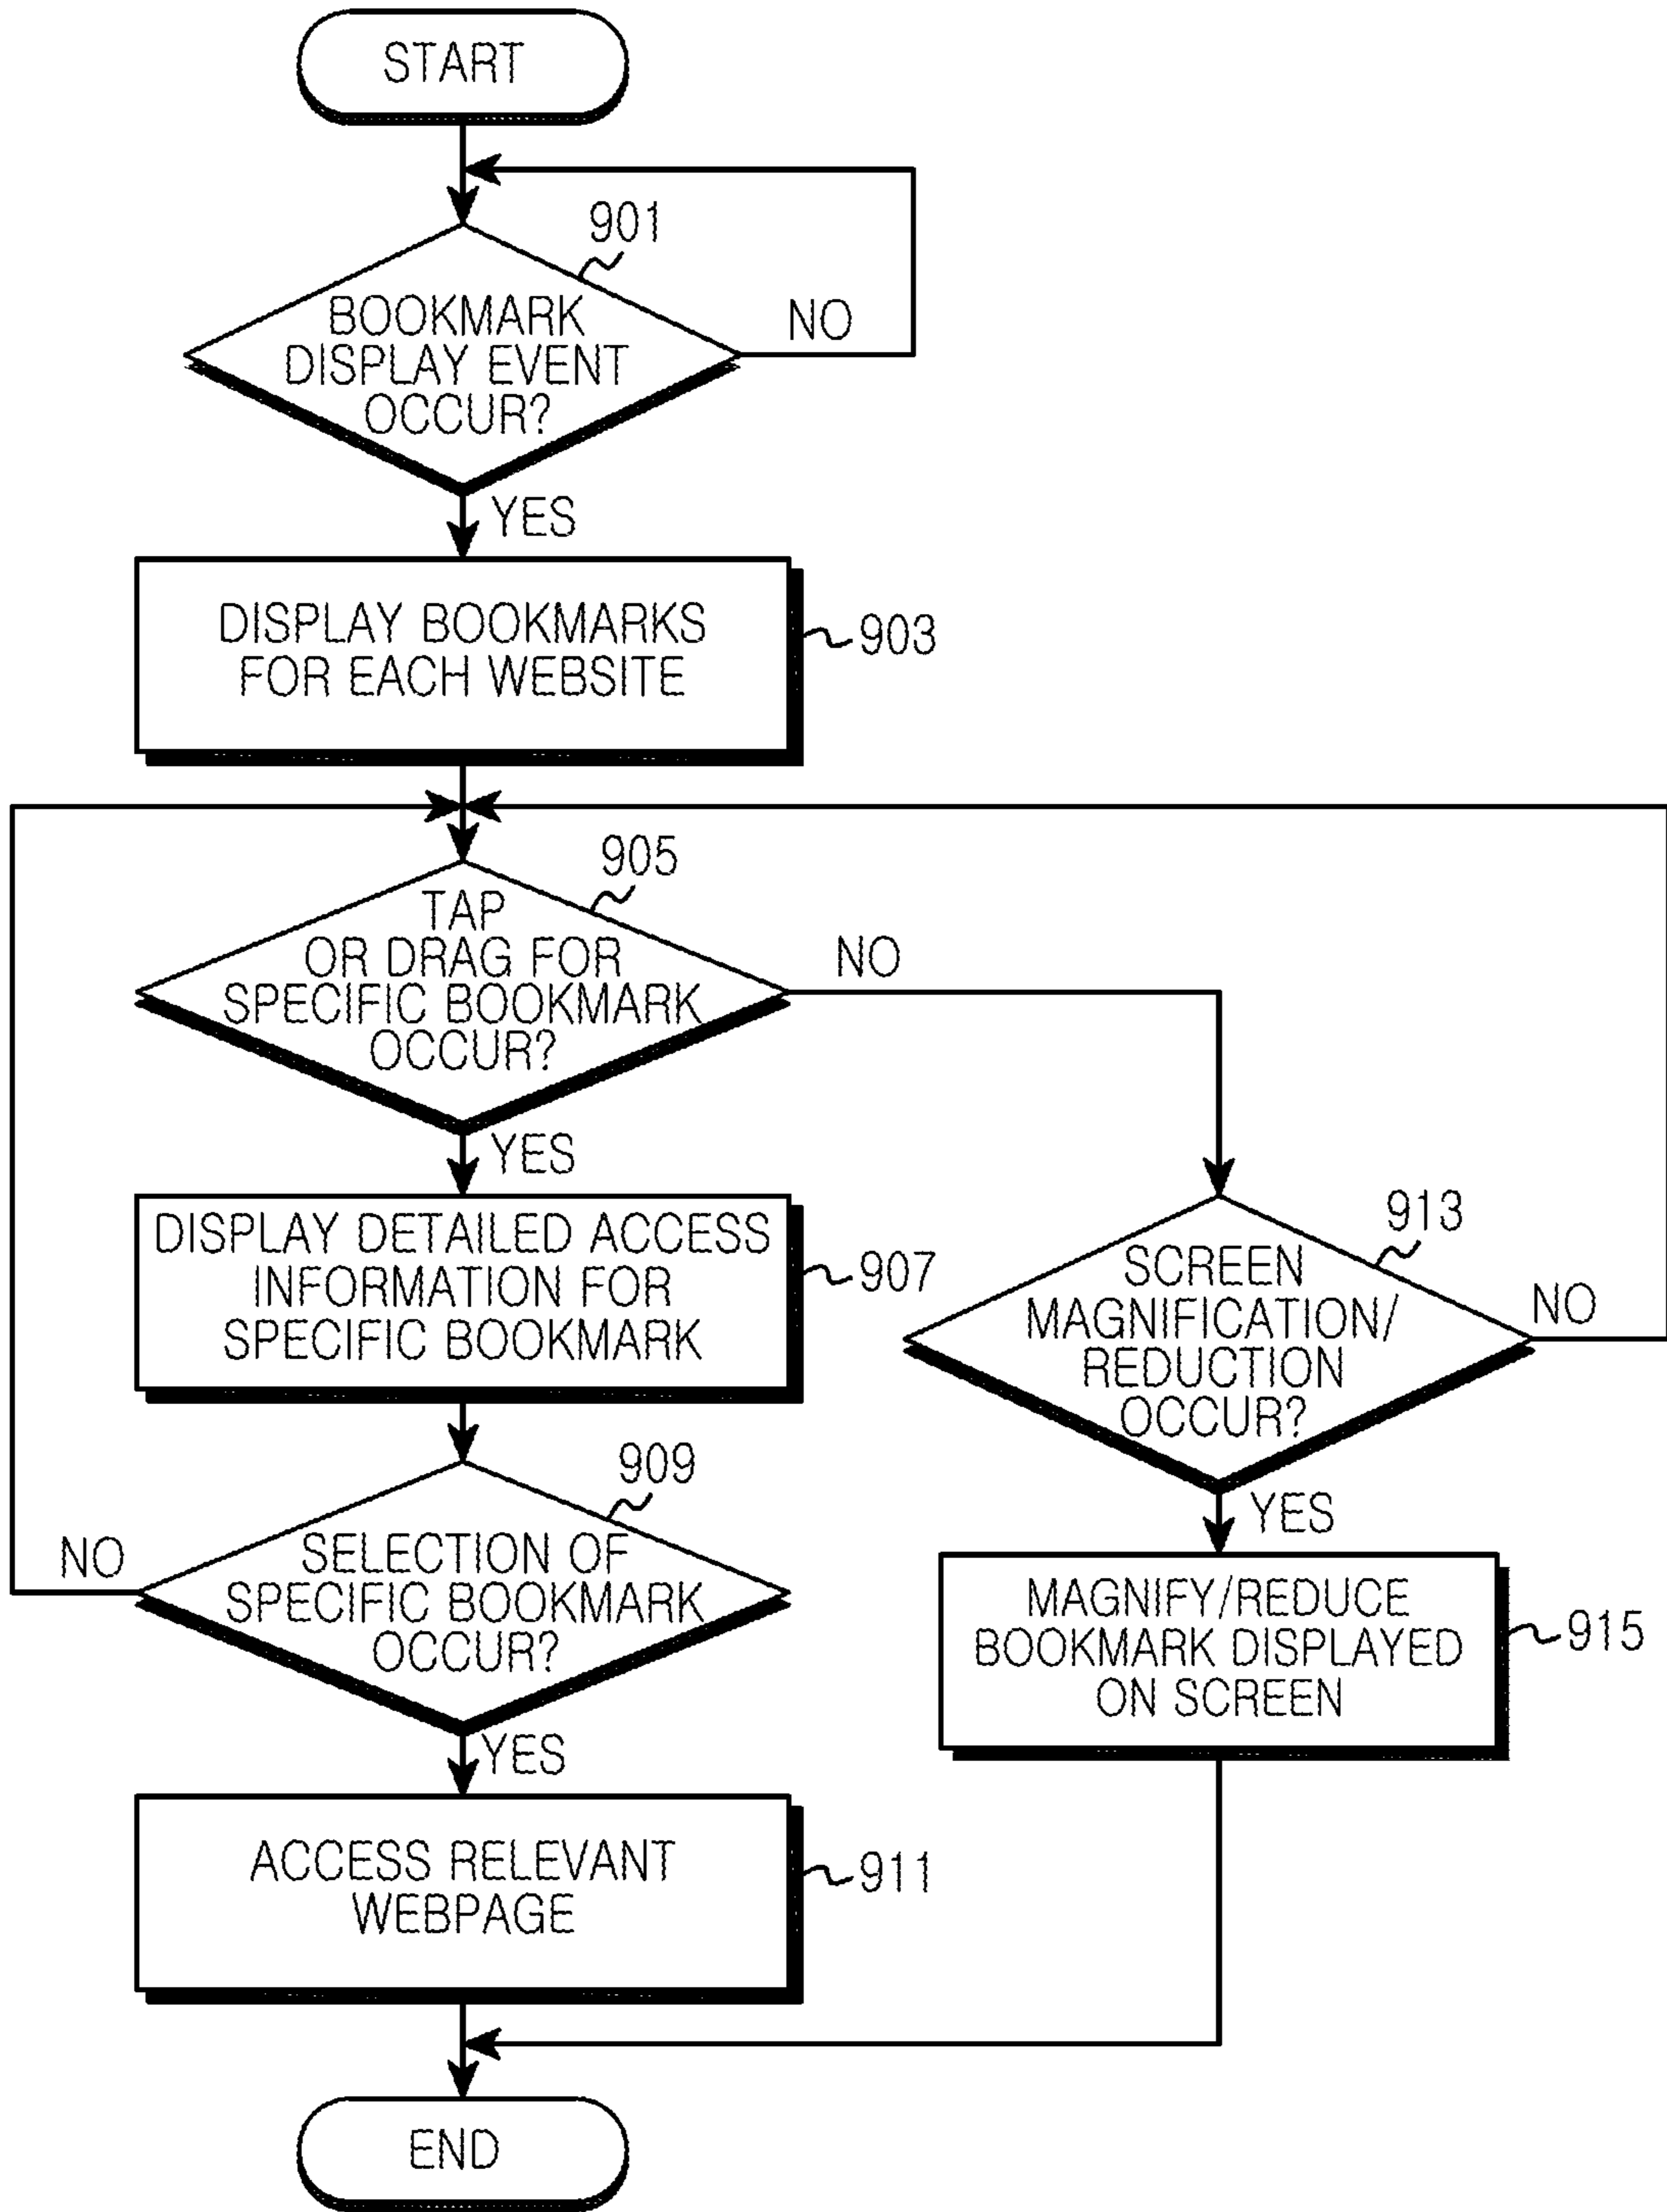 START
901
BOOKMARK
DISPLAY EVENT
OCCUR?
NO
YES
DISPLAY BOOKMARKS
FOR EACH WEBSITE
903
905
TAP
OR DRAG FOR
SPECIFIC BOOKMARK
OCCUR?
NO
YES
DISPLAY DETAILED ACCESS
INFORMATION FOR
SPECIFIC BOOKMARK
907
913
SCREEN
MAGNIFICATION/
REDUCTION
OCCUR?
NO
YES
909
SELECTION OF
SPECIFIC BOOKMARK
OCCUR?
NO
YES
MAGNIFY/REDUCE
BOOKMARK DISPLAYED
ON SCREEN
915
ACCESS RELEVANT
WEBPAGE
911
END